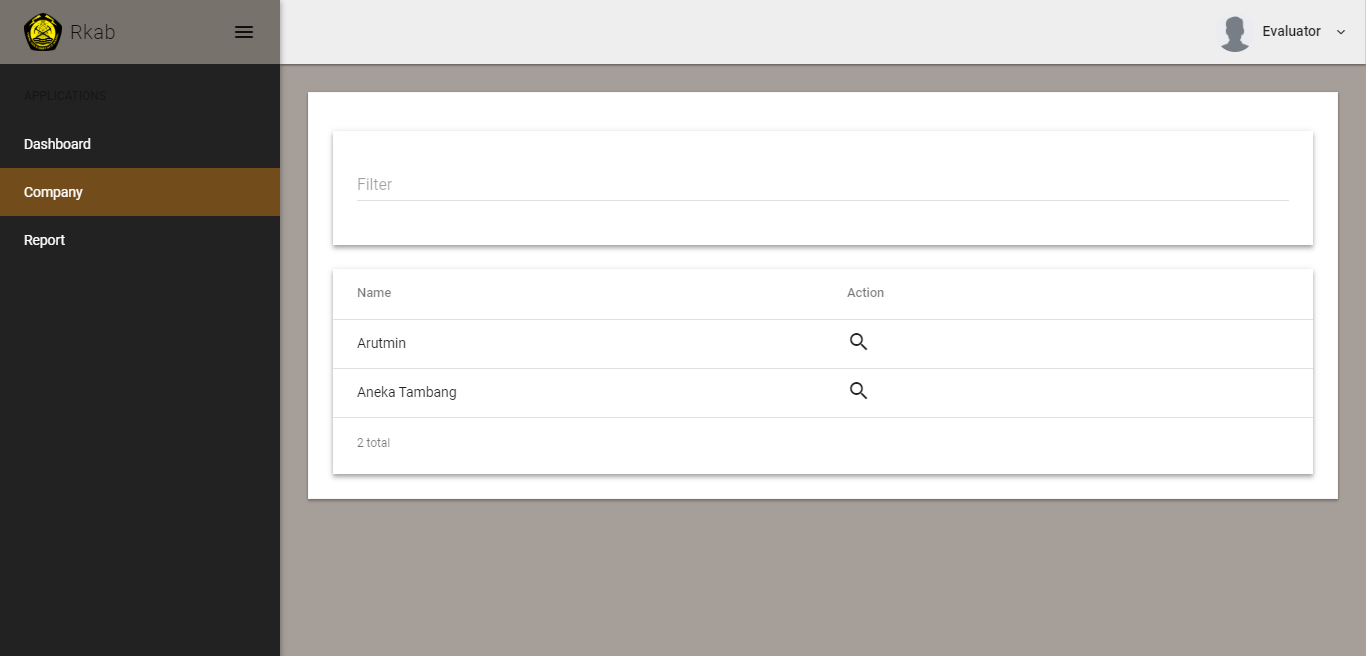 Rkab
Evaluator
APPLICATIONS
Dashboard
Company
Report
Filter
Name Action
Arutmin
Aneka Tambang
2 total